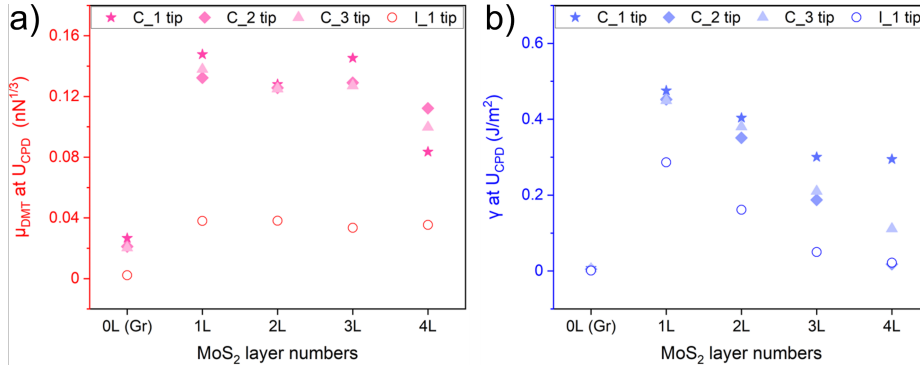 a)
C_1 tip C_2 tip C_3 tip I_1 tip
0.16
0.12
0.08
0.04
0
μDMT at UCPD (nN1/3)
0L (Gr) 1L 2L 3L 4L
MoS2 layer numbers
b)
C_1 tip C_2 tip C_3 tip I_1 tip
0.6
0.4
0.2
0
γ at UCPD (J/m2)
0L (Gr) 1L 2L 3L 4L
MoS2 layer numbers